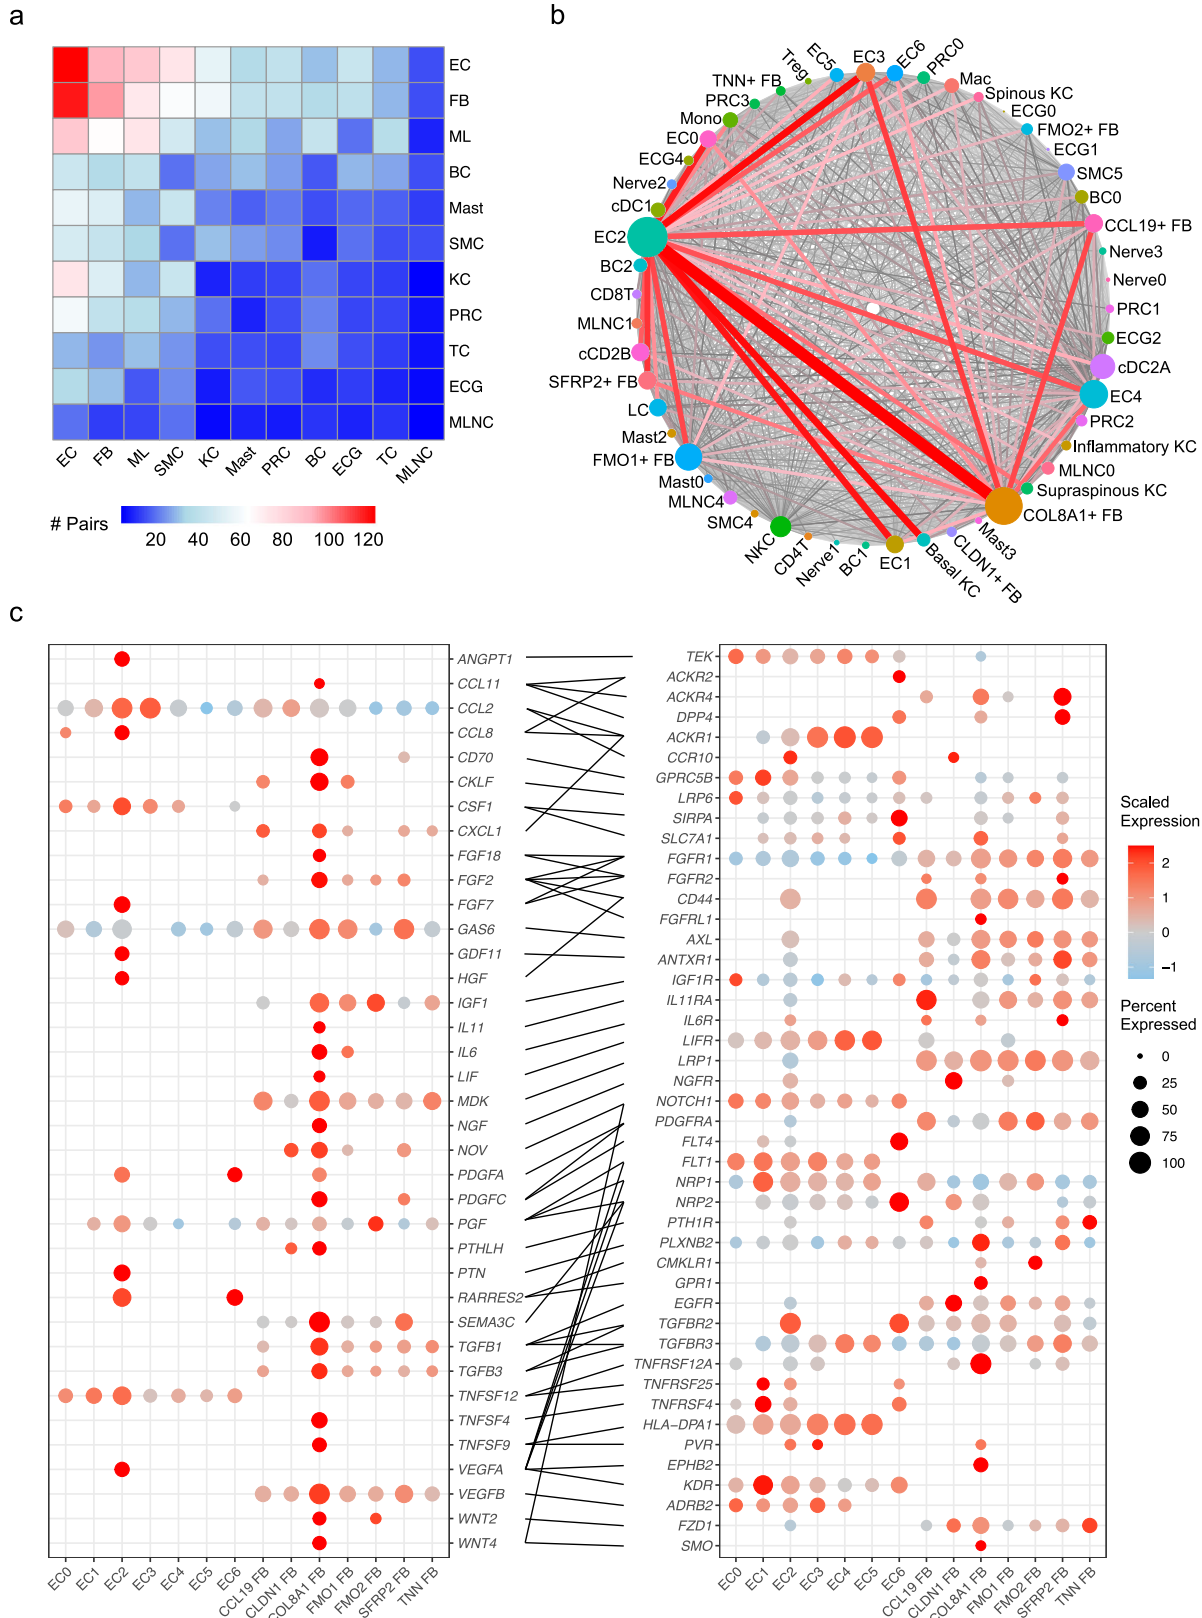 a
EC
FB
ML
BC
Mast
SMC
KC
PRC
TC
ECG
MLNC
EC
FB
ML
SMC
KC
Mast
PRC
BC
ECG
TC
MLNC
# Pairs
20 40 60 80 100 120
b
EC3
EC6
PRC0
Mac
Spinous KC
ECG0
FMO2+ FB
ECG1
SMC5
BC0
CCL19+ FB
Nerve3
Nerve0
PRC1
ECG2
cDC2A
EC4
PRC2
Inflammatory KC
MLNC0
Supraspinous KC
COL8A1+ FB
Mast3
CLDN1+ FB
Basal KC
EC1
BC1
Nerve1
CD4T
NKC
SMC4
MLNC4
Mast0
FMO1+ FB
Mast2
LC
SFRP2+ FB
cCD2B
MLNC1
CD8T
BC2
EC2
cDC1
Nerve2
ECG4
EC0
Mono
PRC3
TNN+ FB
Treg
EC5
c
ANGPT1
CCL11
CCL2
CCL8
CD70
CKLF
CSF1
CXCL1
FGF18
FGF2
FGF7
GAS6
GDF11
HGF
IGF1
IL11
IL6
LIF
MDK
NGF
NOV
PDGFA
PDGFC
PGF
PTHLH
PTN
RARRES2
SEMA3C
TGFB1
TGFB3
TNFSF12
TNFSF4
TNFSF9
VEGFA
VEGFB
WNT2
WNT4
EC0
EC1
EC2
EC3
EC4
EC5
EC6
CCL19 FB
CLDN1 FB
COL8A1 FB
FMO1 FB
FMO2 FB
SFRP2 FB
TNN FB
TEK
ACKR2
ACKR4
DPP4
ACKR1
CCR10
GPRC5B
LRP6
SIRPA
SLC7A1
FGFR1
FGFR2
CD44
FGFRL1
AXL
ANTXR1
IGF1R
IL11RA
IL6R
LIFR
LRP1
NGFR
NOTCH1
PDGFRA
FLT4
FLT1
NRP1
NRP2
PTH1R
PLXNB2
CMKLR1
GPR1
EGFR
TGFBR2
TGFBR3
TNFRSF12A
TNFRSF25
TNFRSF4
HLA−DPA1
PVR
EPHB2
KDR
ADRB2
FZD1
SMO
EC0
EC1
EC2
EC3
EC4
EC5
EC6
CCL19 FB
CLDN1 FB
COL8A1 FB
FMO1 FB
FMO2 FB
SFRP2 FB
TNN FB
Scaled
Expression
2
1
0
−1
Percent
Expressed
0
25
50
75
100